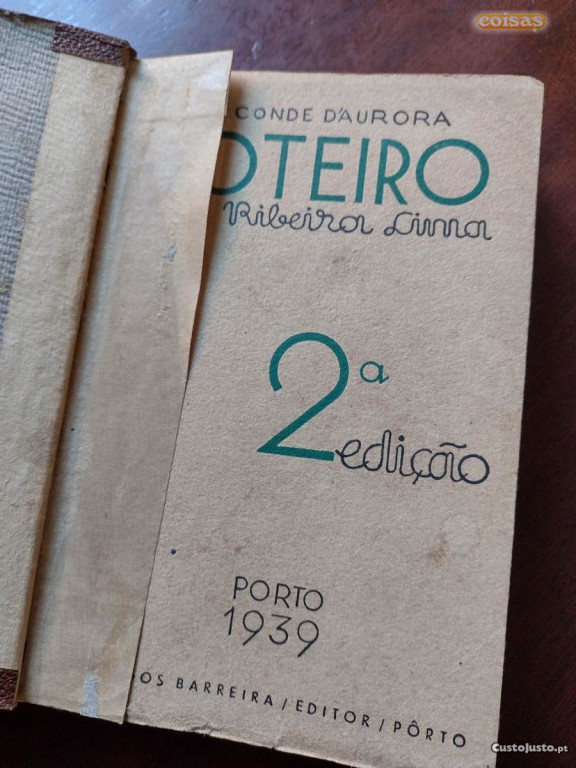 coisas
CONDE D'AURORA
OTEIRO
Ribeira Lima
2ª
edição
PORTO
1939
OS BARREIRA / EDITOR / PÔRTO
CustoJusto.pt